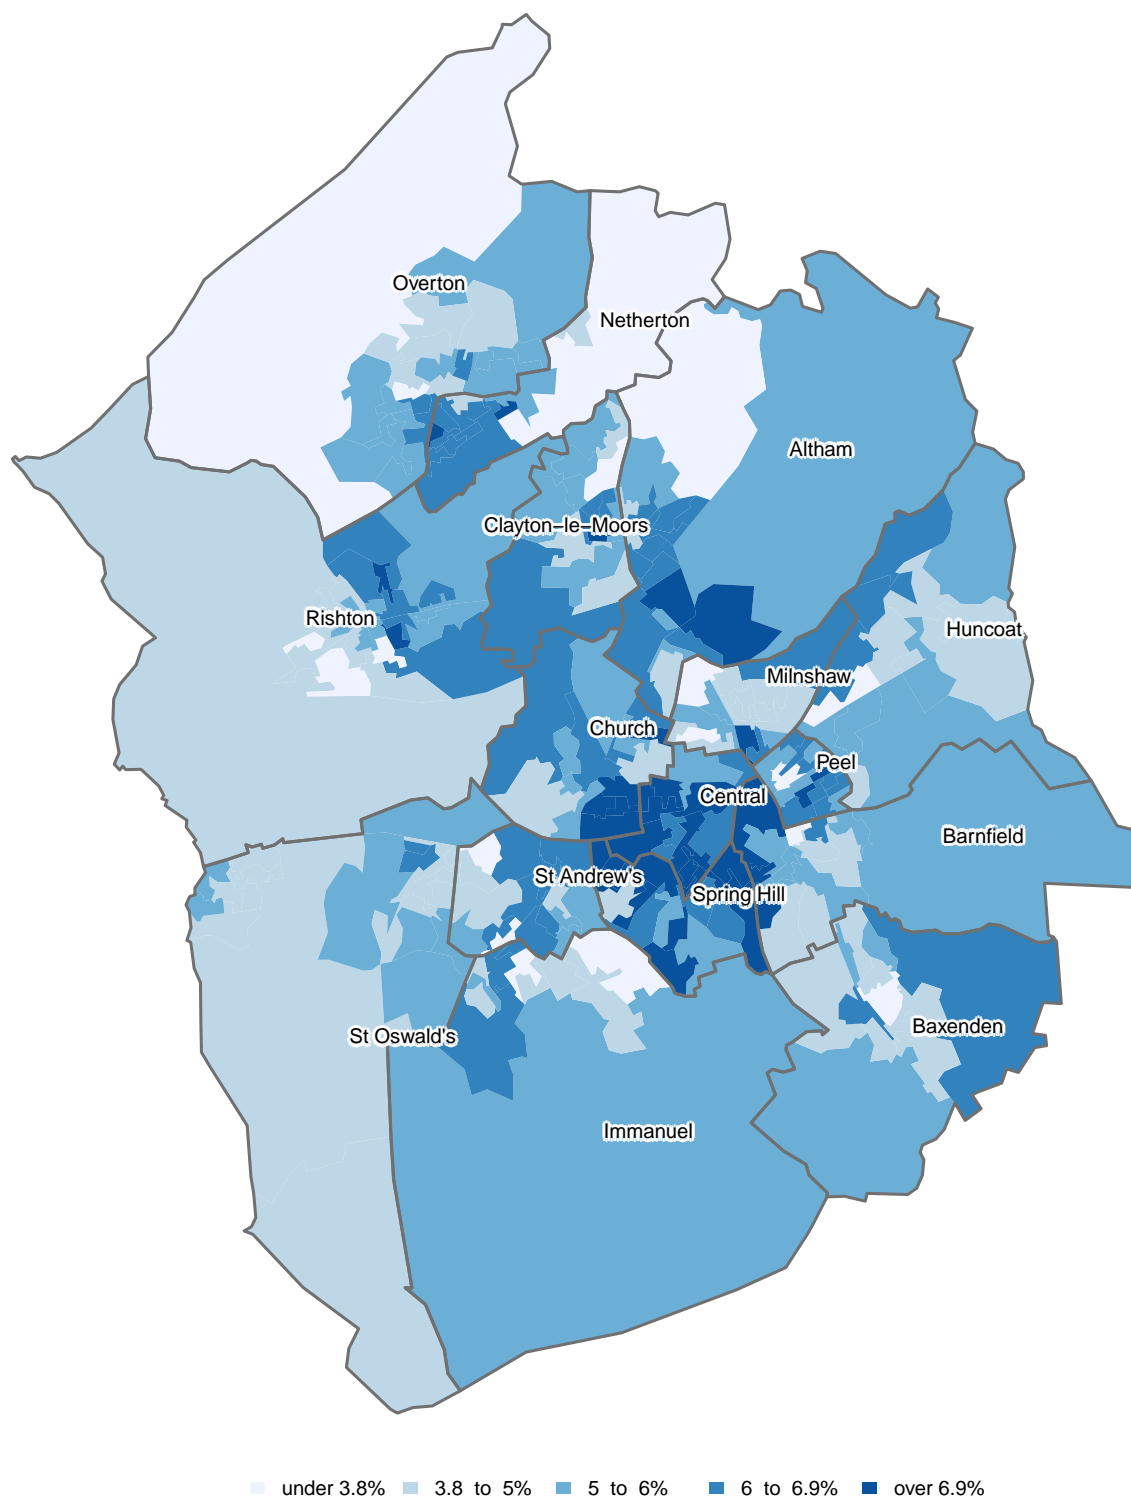 Overton
Netherton
Altham
Clayton–le–Moors
Rishton
Huncoat
Milnshaw
Church
Peel
Central
Barnfield
St Andrew's
Spring Hill
Baxenden
St Oswald's
Immanuel
under 3.8% 3.8 to 5% 5 to 6% 6 to 6.9% over 6.9%